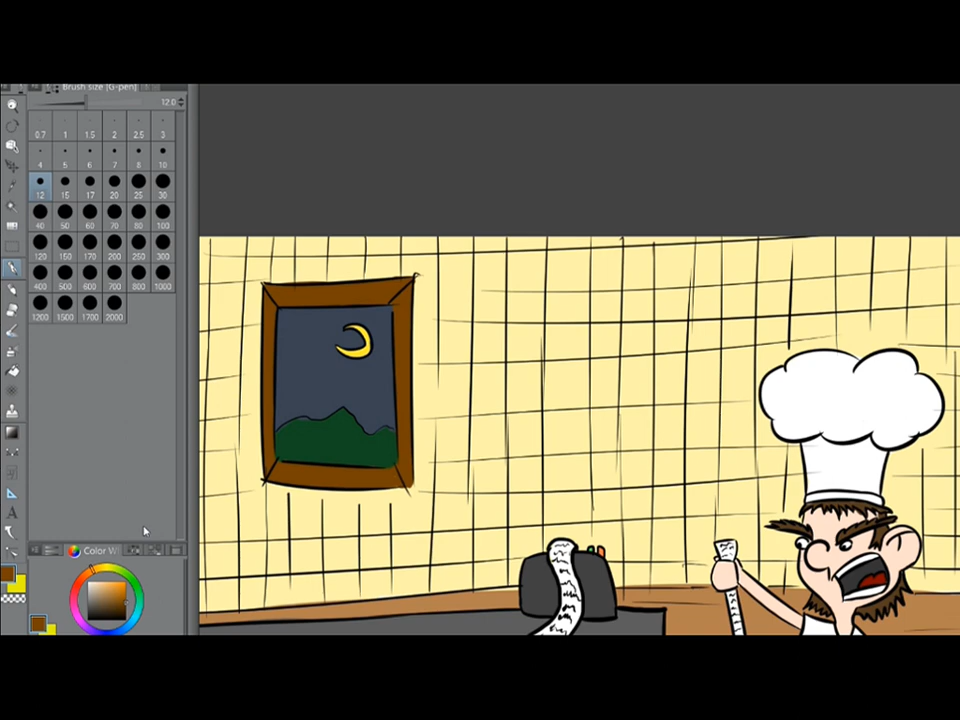 Brush size [G-pen]
12.0
0.7 1 1.5 2 2.5 3
4 5 6 7 8 10
12 15 17 20 25 30
40 50 60 70 80 100
120 150 170 200 250 300
400 500 600 700 800 1000
1200 1500 1700 2000
Color W